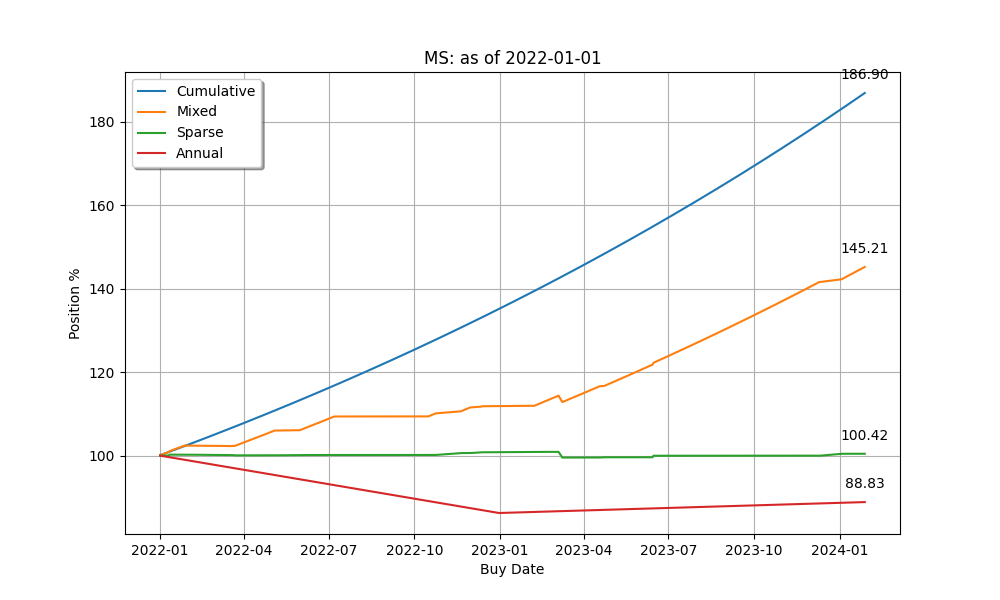 MS: as of 2022-01-01
Cumulative
Mixed
Sparse
Annual
186.90
145.21
100.42
88.83
180
160
140
120
100
Position %
2022-01 2022-04 2022-07 2022-10 2023-01 2023-04 2023-07 2023-10 2024-01
Buy Date